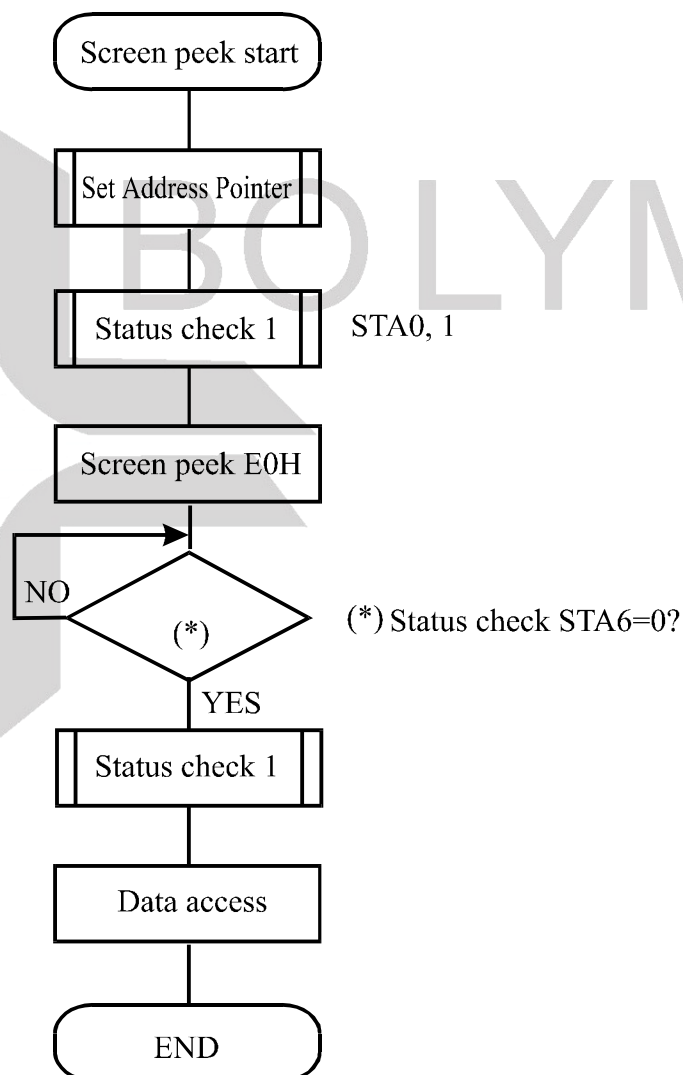 Screen peek start
Set Address Pointer
Status check 1
STA0, 1
Screen peek E0H
NO
(*)
(*) Status check STA6=0?
YES
Status check 1
Data access
END
BOLYM